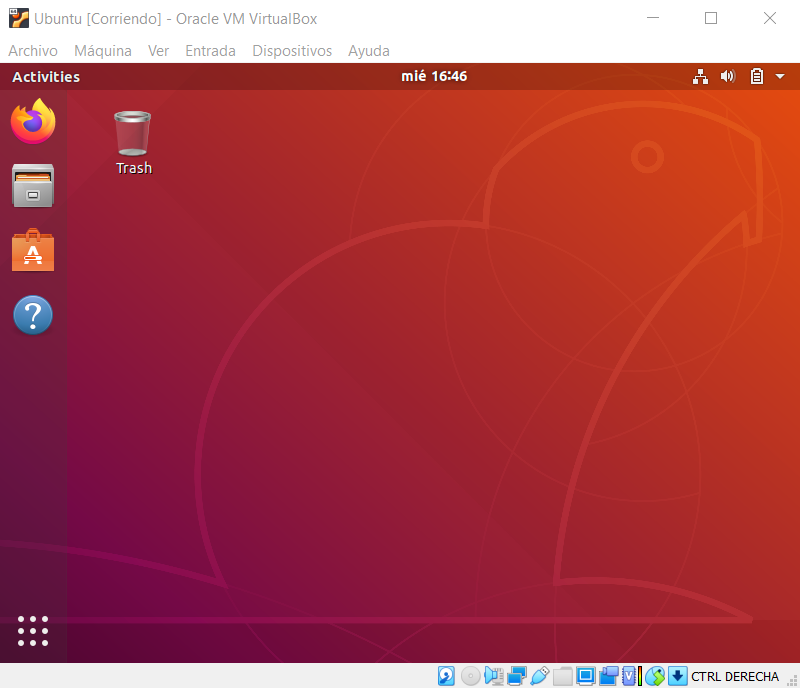 Ubuntu [Corriendo] - Oracle VM VirtualBox
Archivo Máquina Ver Entrada Dispositivos Ayuda
Activities mié 16:46
Trash
CTRL DERECHA